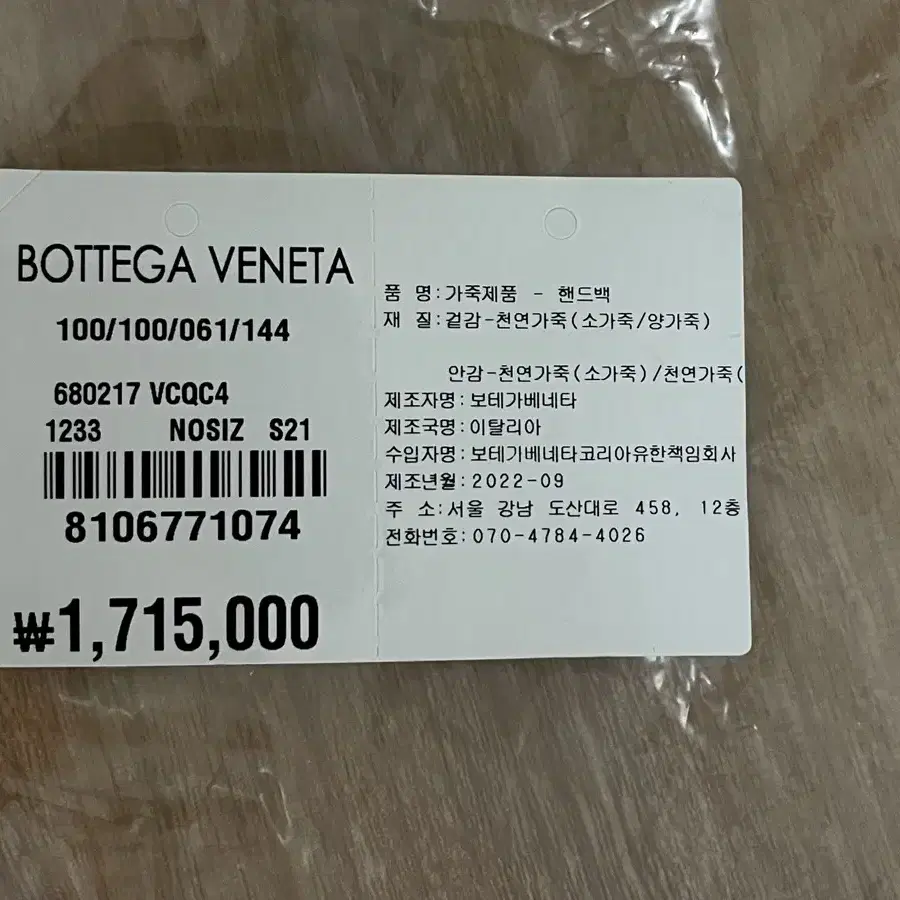 BOTTEGA VENETA
100/100/061/144
680217 VCQC4
1233 NOSIZ S21
8106771074
₩1,715,000
품 명:가죽제품 - 핸드백
재 질:겉감-천연가죽(소가죽/양가죽)
안감-천연가죽(소가죽)/천연가죽(
제조자명:보테가베네타
제조국명:이탈리아
수입자명:보테가베네타코리아유한책임회사
제조년월:2022-09
주 소:서울 강남 도산대로 458, 12층
전화번호:070-4784-4026